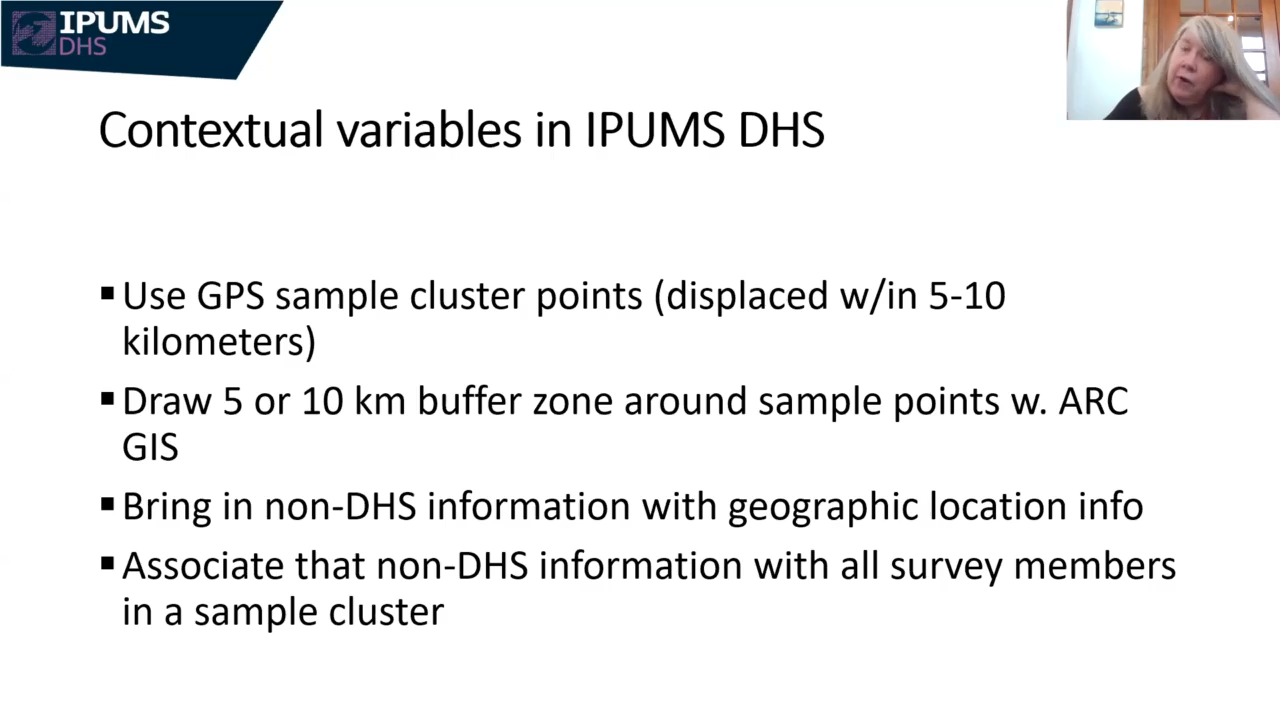 IPUMS
DHS
Contextual variables in IPUMS DHS
▪Use GPS sample cluster points (displaced w/in 5-10
kilometers)
▪Draw 5 or 10 km buffer zone around sample points w. ARC
GIS
▪Bring in non-DHS information with geographic location info
▪Associate that non-DHS information with all survey members
in a sample cluster